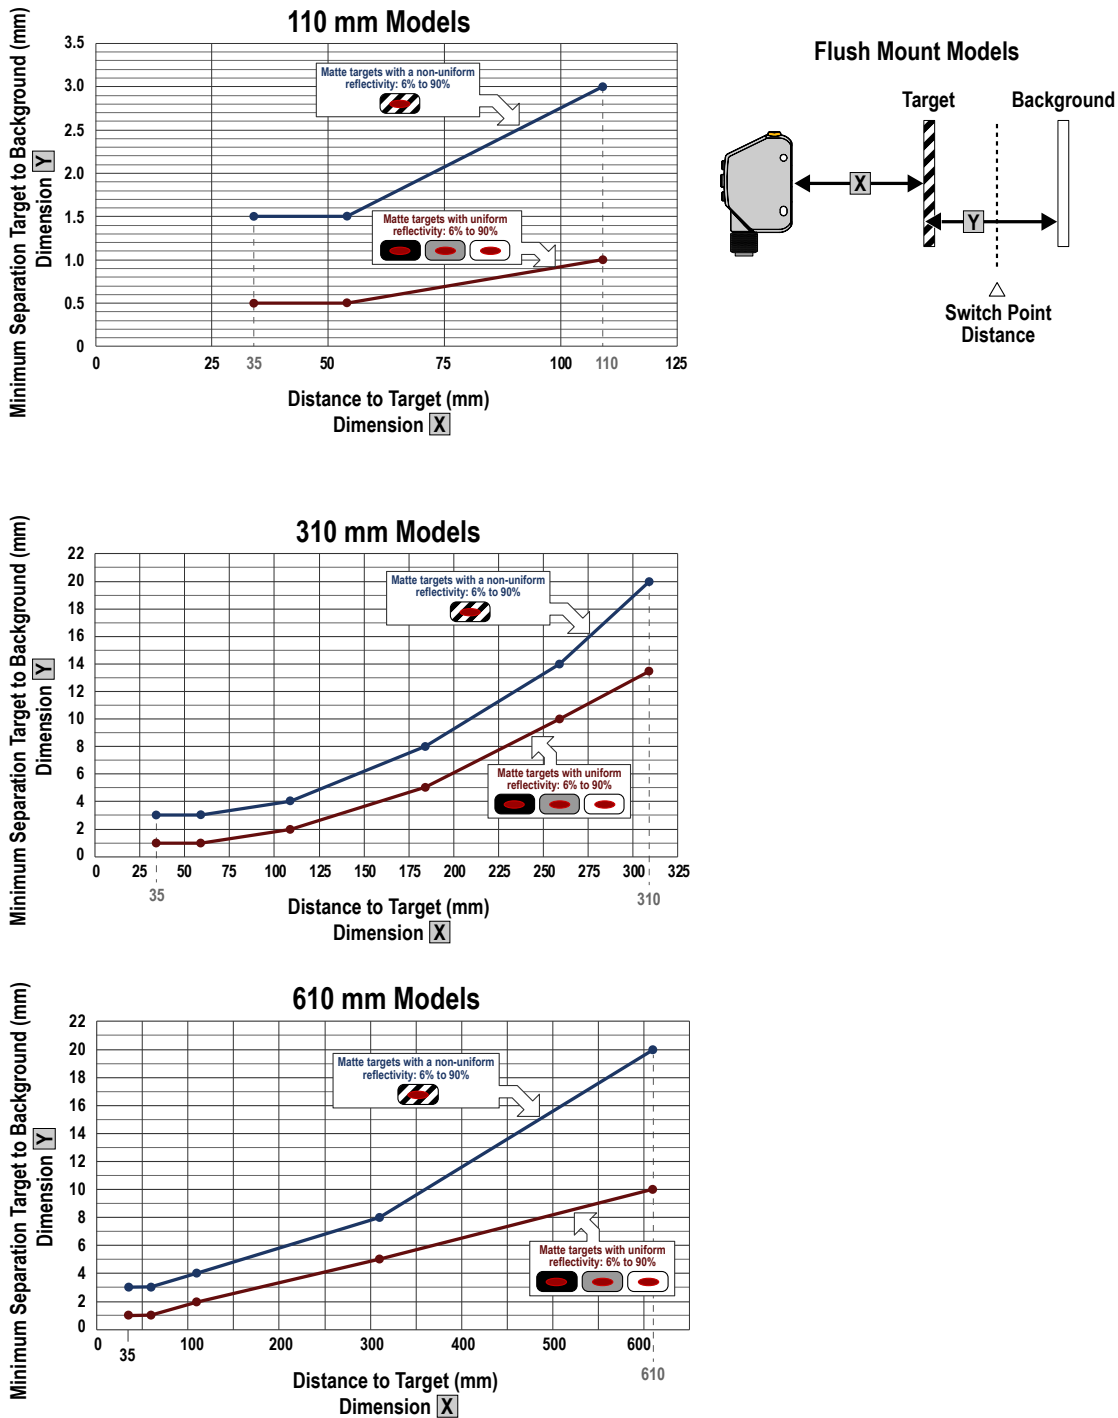 110 mm Models
Minimum Separation Target to Background (mm)
Dimension Y
3.5
3.0
2.5
2.0
1.5
1.0
0.5
0
Matte targets with a non-uniform
reflectivity: 6% to 90%
Matte targets with uniform
reflectivity: 6% to 90%
0 25 35 50 75 100 110 125
Distance to Target (mm)
Dimension X
Flush Mount Models
Target Background
X
Y
Switch Point
Distance
310 mm Models
Minimum Separation Target to Background (mm)
Dimension Y
22
20
18
16
14
12
10
8
6
4
2
0
Matte targets with a non-uniform
reflectivity: 6% to 90%
Matte targets with uniform
reflectivity: 6% to 90%
0 25 50 75 100 125 150 175 200 225 250 275 300 325
35 310
Distance to Target (mm)
Dimension X
610 mm Models
Minimum Separation Target to Background (mm)
Dimension Y
22
20
18
16
14
12
10
8
6
4
2
0
Matte targets with a non-uniform
reflectivity: 6% to 90%
Matte targets with uniform
reflectivity: 6% to 90%
0 100 200 300 400 500 600
35 610
Distance to Target (mm)
Dimension X